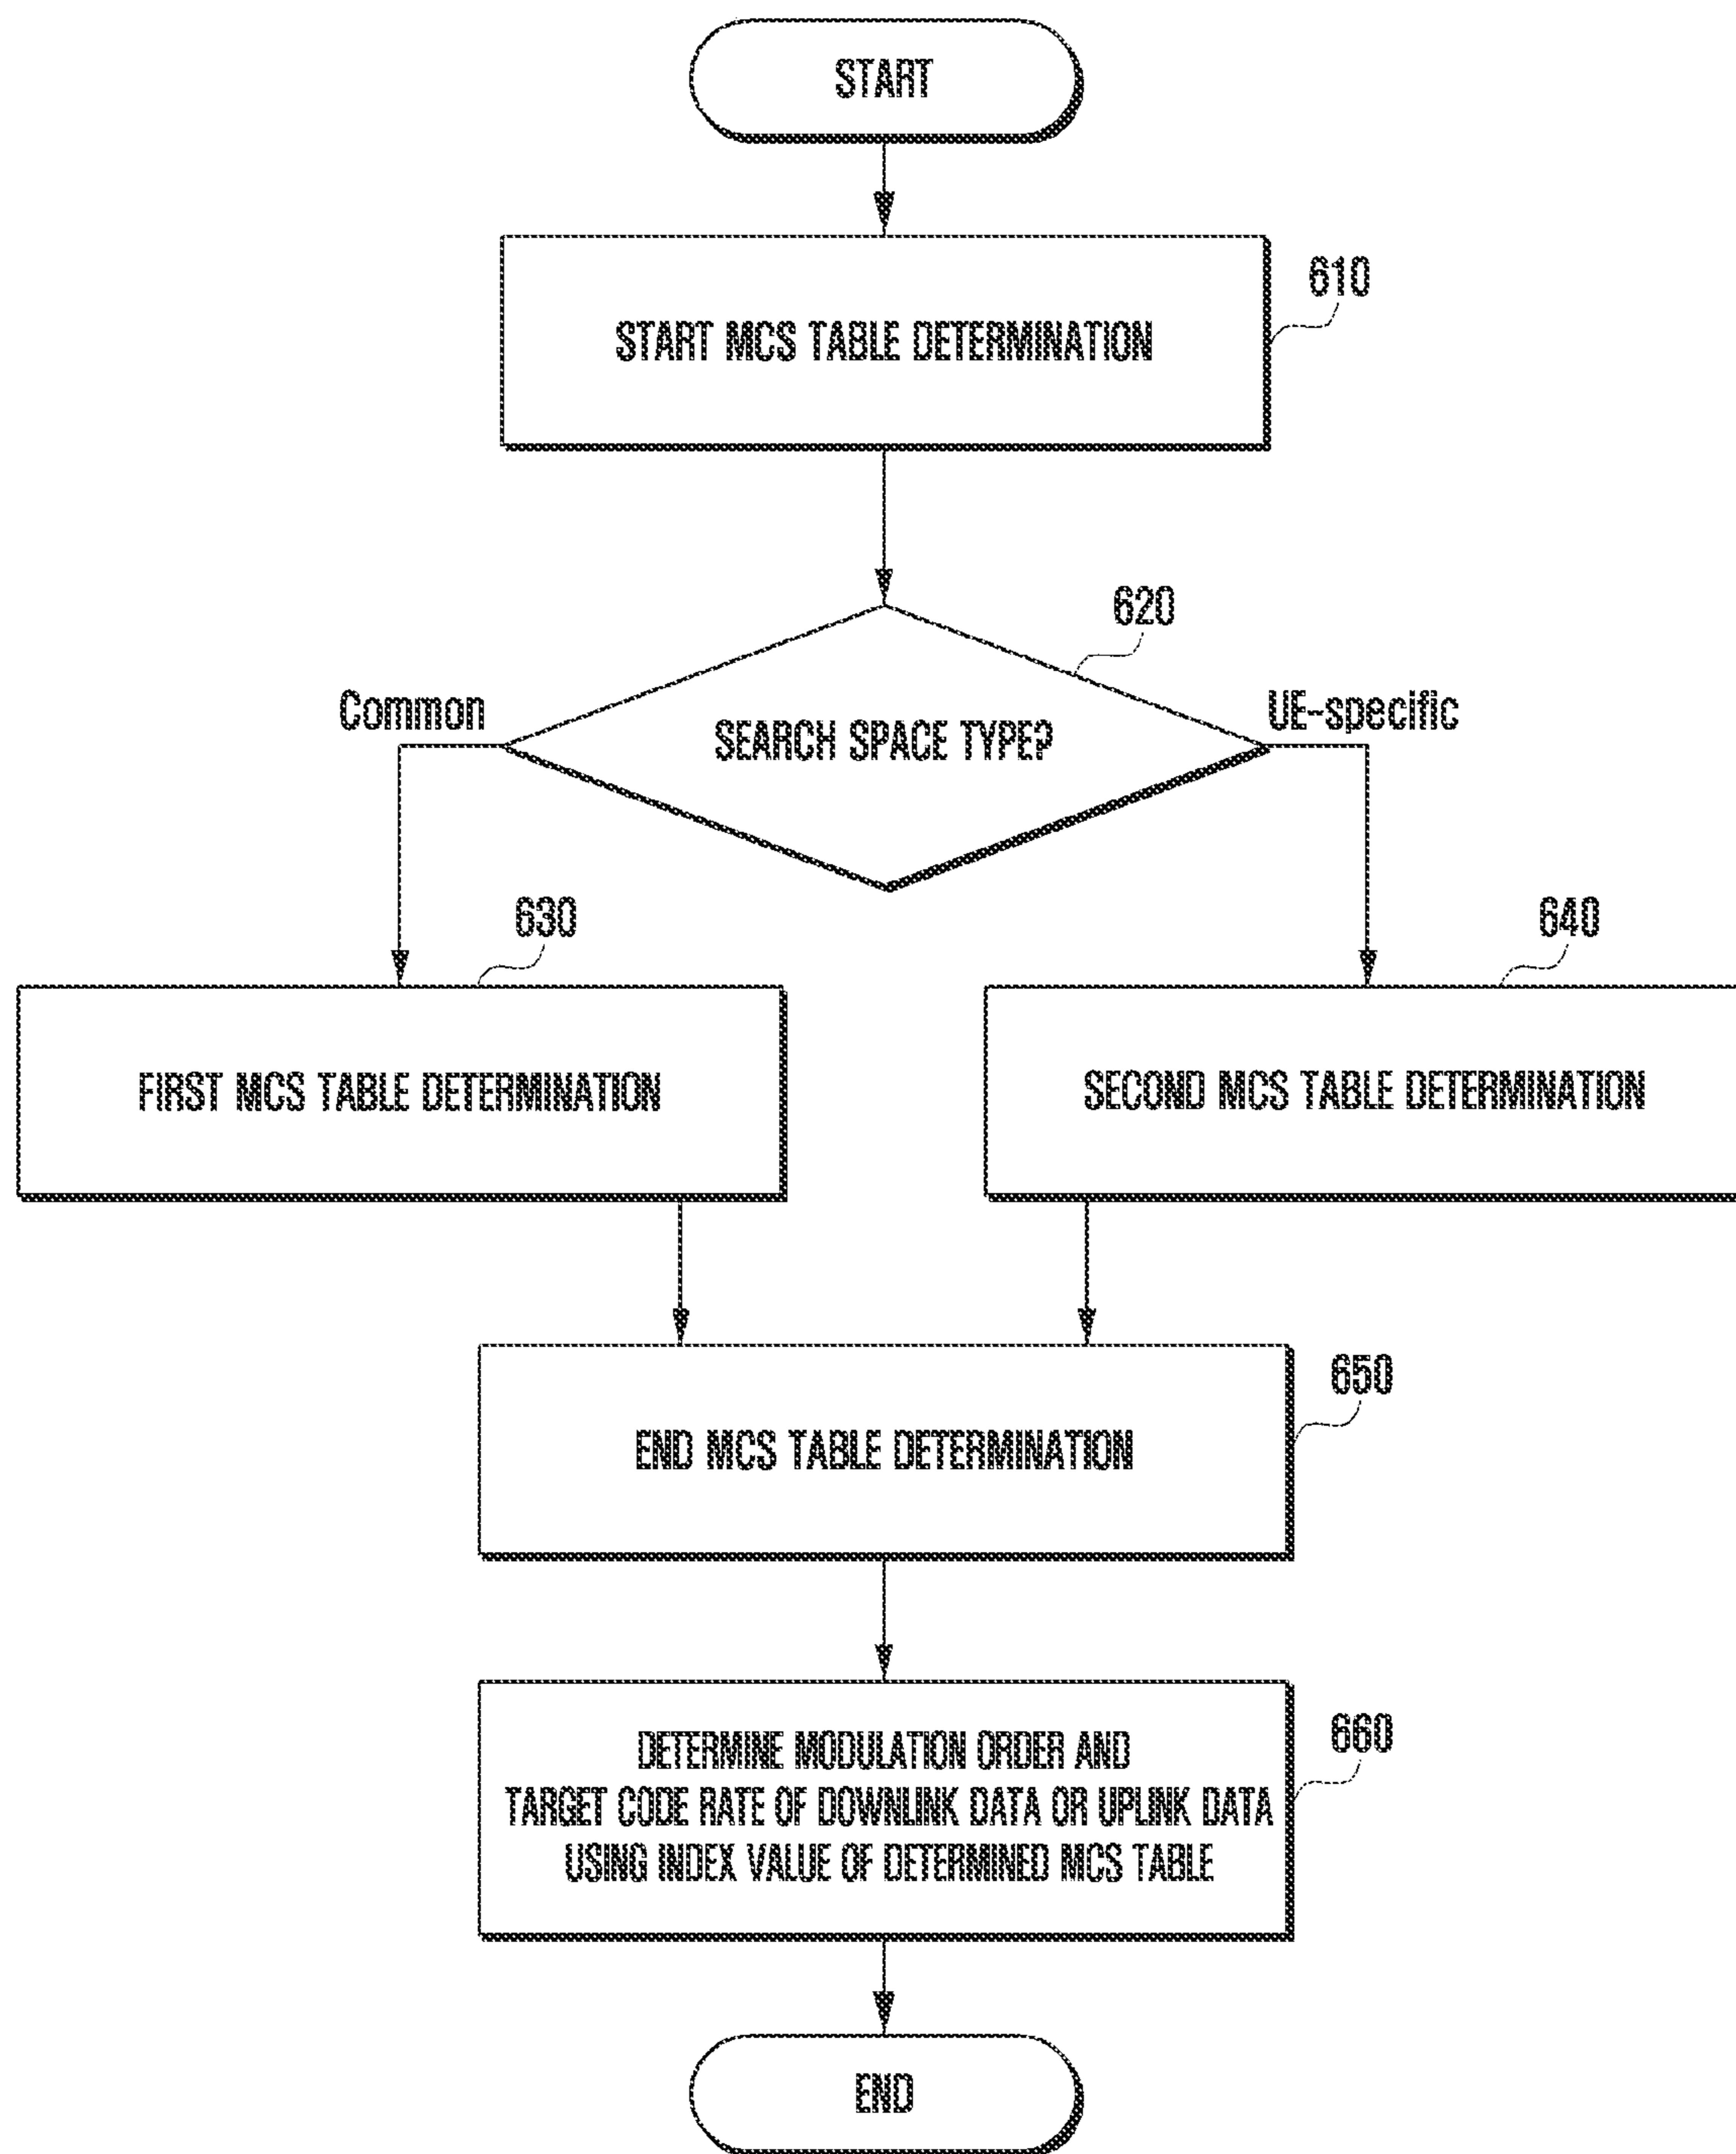 START
610
START MCS TABLE DETERMINATION
620
Common
UE-specific
SEARCH SPACE TYPE?
630
640
FIRST MCS TABLE DETERMINATION
SECOND MCS TABLE DETERMINATION
650
END MCS TABLE DETERMINATION
660
DETERMINE MODULATION ORDER AND
TARGET CODE RATE OF DOWNLINK DATA OR UPLINK DATA
USING INDEX VALUE OF DETERMINED MCS TABLE
END